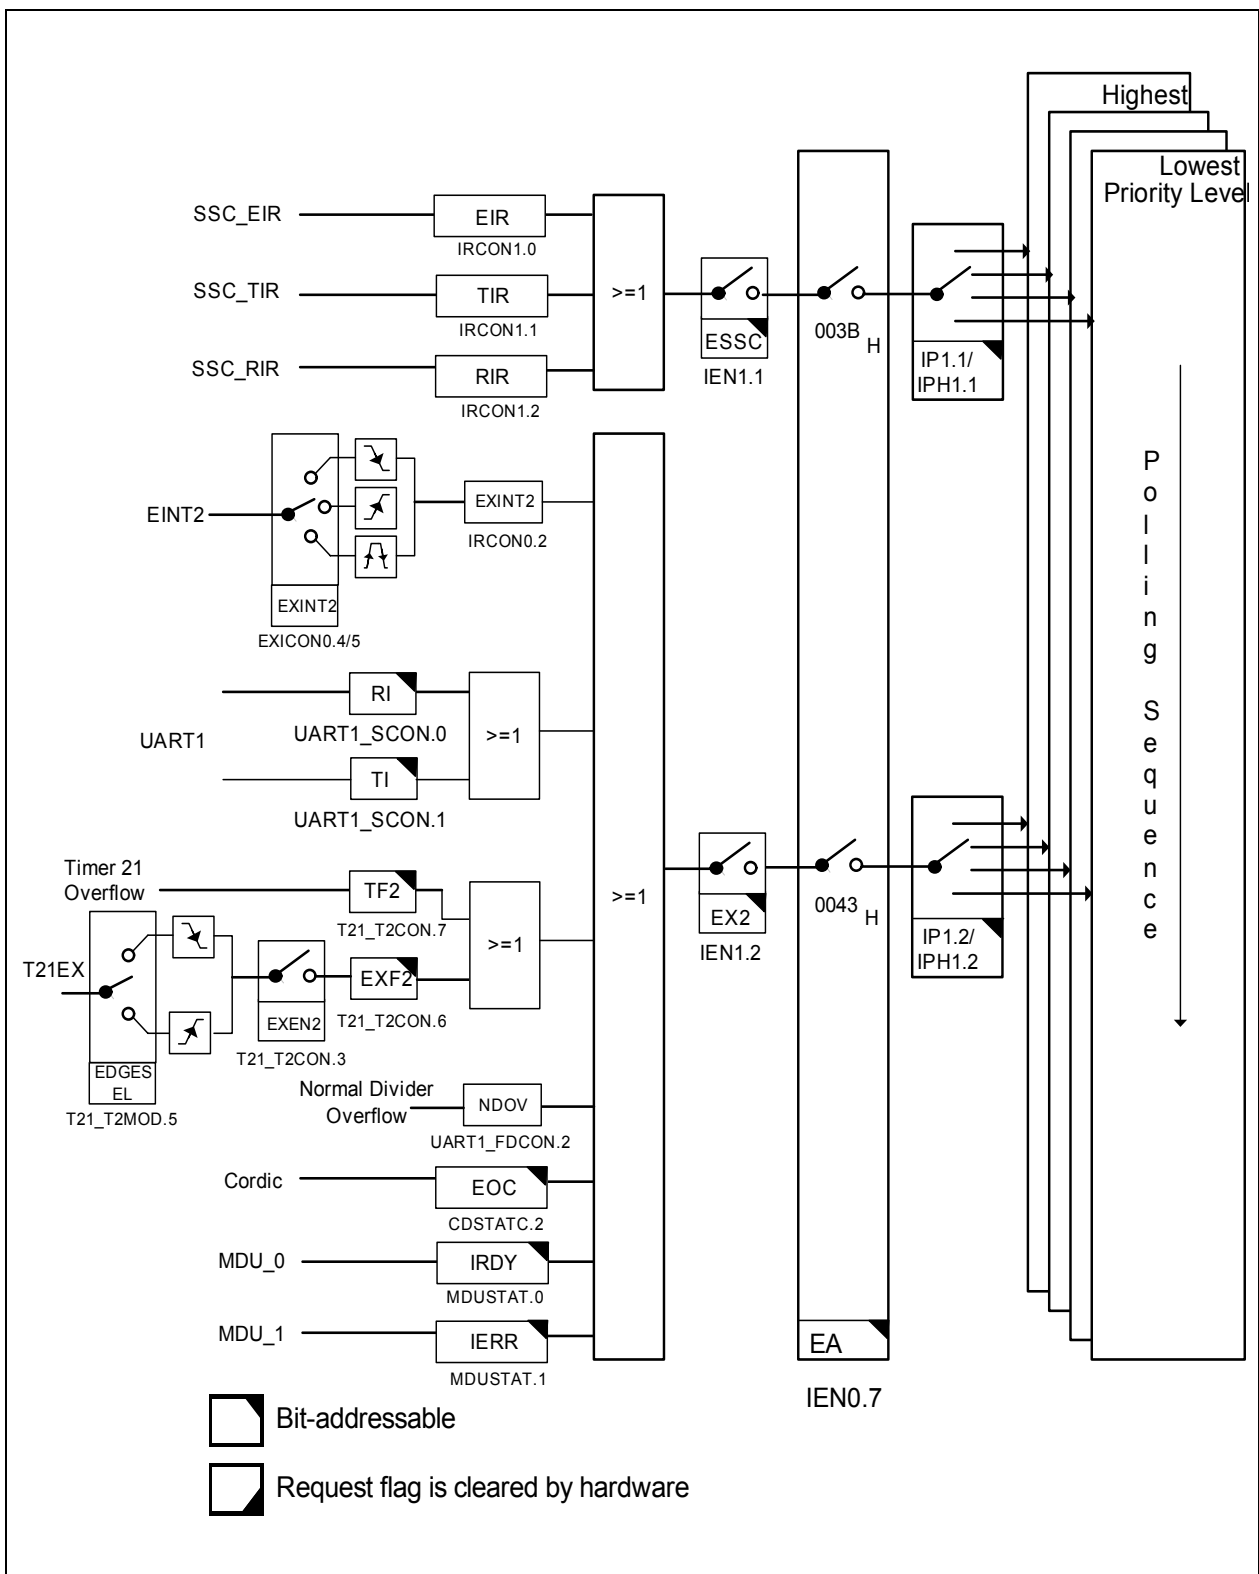 Highest
Lowest
Priority Level
SSC_EIR
EIR
IRCON1.0
SSC_TIR
TIR
IRCON1.1
SSC_RIR
RIR
IRCON1.2
>=1
ESSC
IEN1.1
003B H
IP1.1/
IPH1.1
EINT2
EXINT2
EXICON0.4/5
EXINT2
IRCON0.2
UART1
RI
UART1_SCON.0
TI
UART1_SCON.1
>=1
Timer 21
Overflow
TF2
T21_T2CON.7
T21EX
EDGES
EL
T21_T2MOD.5
EXEN2
T21_T2CON.3
EXF2
T21_T2CON.6
>=1
Normal Divider
Overflow
NDOV
UART1_FDCON.2
Cordic
EOC
CDSTATC.2
MDU_0
IRDY
MDUSTAT.0
MDU_1
IERR
MDUSTAT.1
>=1
EX2
IEN1.2
0043 H
IP1.2/
IPH1.2
EA
IEN0.7
Polling Sequence
Bit-addressable
Request flag is cleared by hardware